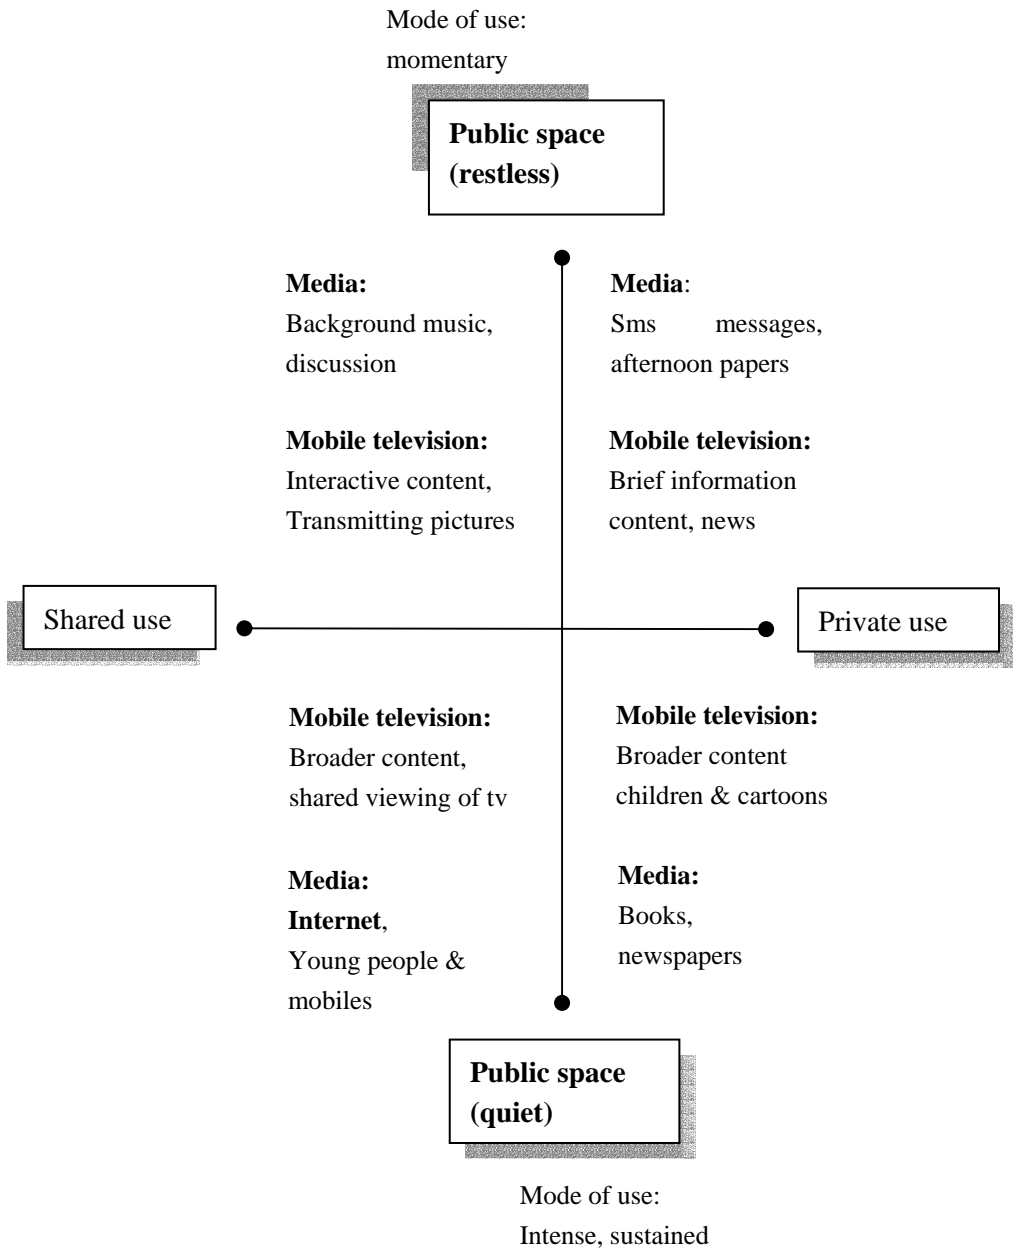 Mode of use:
momentary
Public space
(restless)
Media:
Background music,
discussion
Media:
Sms messages,
afternoon papers
Mobile television:
Interactive content,
Transmitting pictures
Mobile television:
Brief information
content, news
Shared use
Private use
Mobile television:
Broader content,
shared viewing of tv
Mobile television:
Broader content
children & cartoons
Media:
Internet,
Young people &
mobiles
Media:
Books,
newspapers
Public space
(quiet)
Mode of use:
Intense, sustained